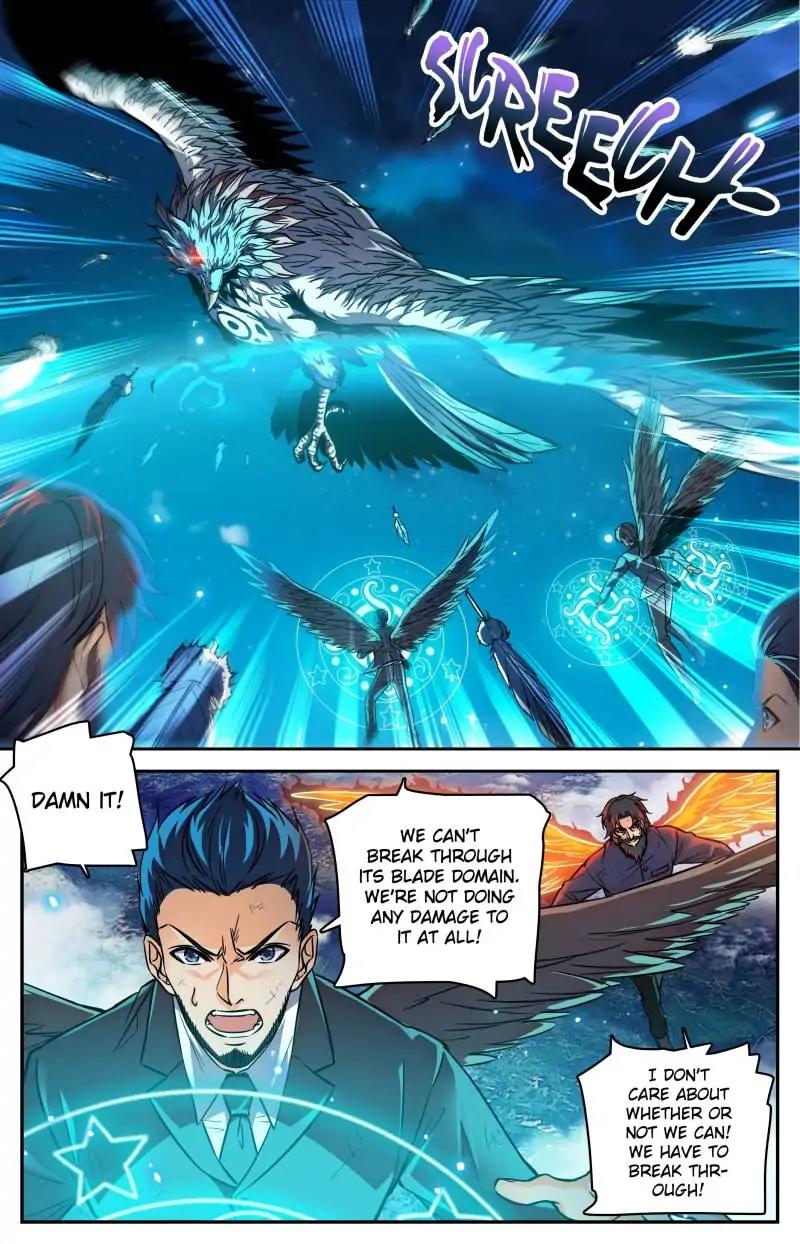 SCREECH-
DAMN IT!
WE CAN'T
BREAK THROUGH
ITS BLADE DOMAIN.
WE'RE NOT DOING
ANY DAMAGE TO
IT AT ALL!
I DON'T
CARE ABOUT
WHETHER OR
NOT WE CAN!
WE HAVE TO
BREAK THR-
OUGH!